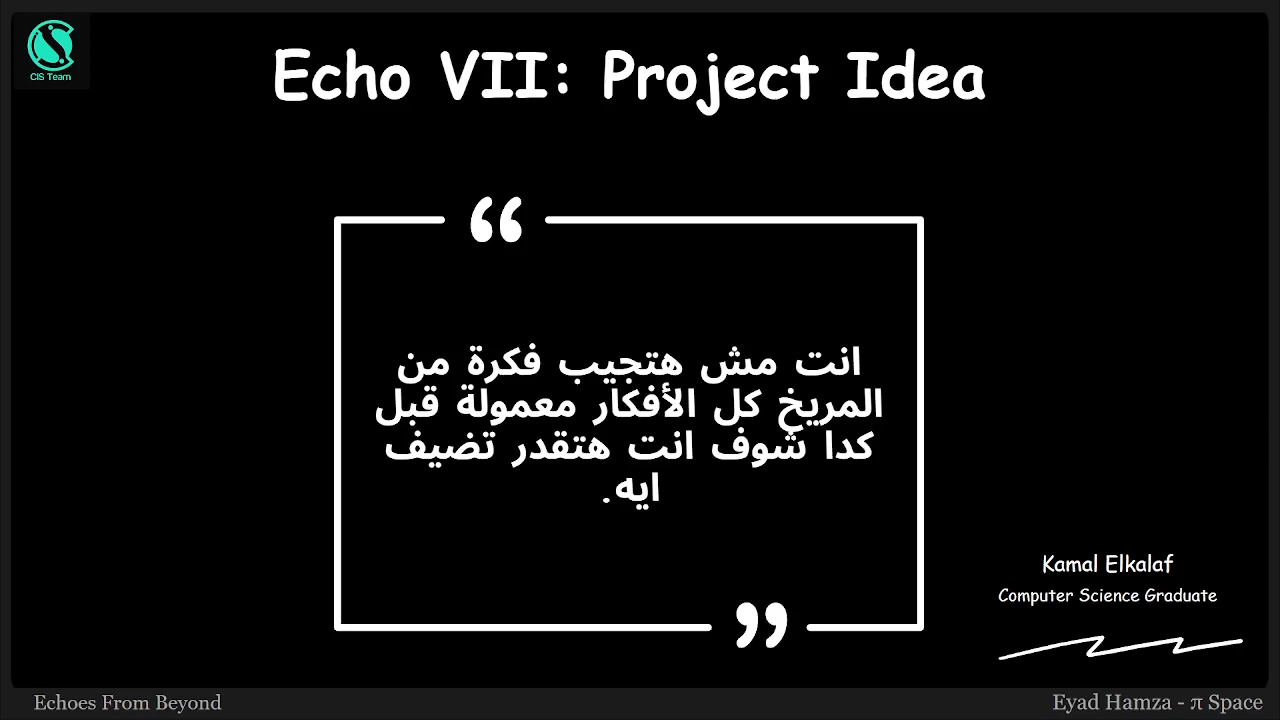 CIS Team
Echo VII: Project Idea
“
انت مش هتجيب فكرة من
المريخ كل الأفكار معمولة قبل
كدا شوف انت هتقدر تضيف
ايه.
”
Kamal Elkalaf
Computer Science Graduate
Echoes From Beyond
Eyad Hamza - π Space